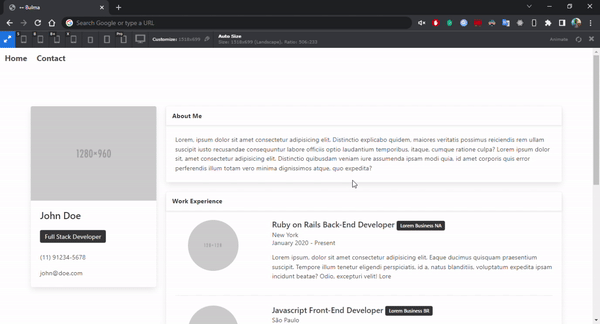 Bulma
Search Google or type a URL
Customize: 1518x699
Auto Size
Size: 1518x699 (Landscape). Ratio: 506:233
Animate
Home Contact
1280×960
John Doe
Full Stack Developer
(11) 91234-5678
john@doe.com
About Me
Lorem, ipsum dolor sit amet consectetur adipisicing elit. Distinctio explicabo quidem, maiores veritatis possimus reiciendis rem ullam
suscipit iusto recusandae consequuntur labore officiis optio laudantium temporibus, itaque, cumque ratione culpa? Lorem ipsum dolor
sit, amet consectetur adipisicing elit. Distinctio quibusdam veniam iure assumenda ipsam modi quia, id amet corporis quis error
perferendis illum totam vero minima dignissimos atque, quo expedita?
Work Experience
Ruby on Rails Back-End Developer Lorem Business NA
New York
January 2020 - Present
Lorem ipsum, dolor sit amet consectetur adipisicing elit. Eaque ducimus quisquam voluptatem
suscipit. Tempore illum tenetur eligendi perspiciatis, id a, natus blanditiis, voluptatum expedita ipsam
incidunt beatae? Odio, excepturi velit! Lore
Javascript Front-End Developer Lorem Business BR
São Paulo